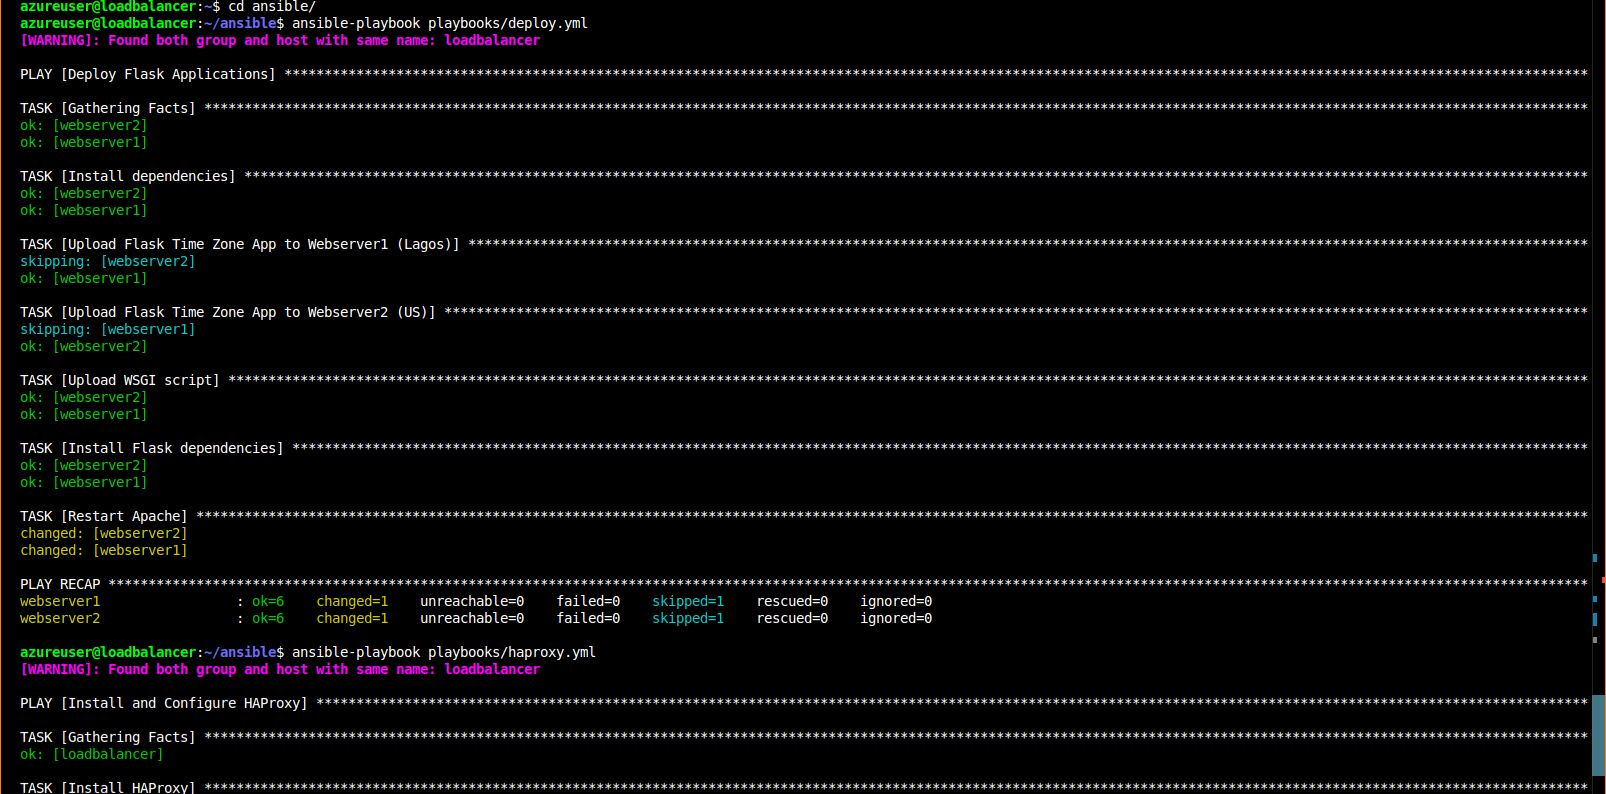 azureuser@loadbalancer:~$ cd ansible/
azureuser@loadbalancer:~/ansible$ ansible-playbook playbooks/deploy.yml
[WARNING]: Found both group and host with same name: loadbalancer
PLAY [Deploy Flask Applications] *******************************************************************************************************************************************************************
TASK [Gathering Facts] *****************************************************************************************************************************************************************************
ok: [webserver2]
ok: [webserver1]
TASK [Install dependencies] ************************************************************************************************************************************************************************
ok: [webserver2]
ok: [webserver1]
TASK [Upload Flask Time Zone App to Webserver1 (Lagos)] ********************************************************************************************************************************************
skipping: [webserver2]
ok: [webserver1]
TASK [Upload Flask Time Zone App to Webserver2 (US)] ***********************************************************************************************************************************************
skipping: [webserver1]
ok: [webserver2]
TASK [Upload WSGI script] **************************************************************************************************************************************************************************
ok: [webserver2]
ok: [webserver1]
TASK [Install Flask dependencies] ******************************************************************************************************************************************************************
ok: [webserver2]
ok: [webserver1]
TASK [Restart Apache] ******************************************************************************************************************************************************************************
changed: [webserver2]
changed: [webserver1]
PLAY RECAP *****************************************************************************************************************************************************************************************
webserver1                 : ok=6    changed=1    unreachable=0    failed=0    skipped=1    rescued=0    ignored=0
webserver2                 : ok=6    changed=1    unreachable=0    failed=0    skipped=1    rescued=0    ignored=0
azureuser@loadbalancer:~/ansible$ ansible-playbook playbooks/haproxy.yml
[WARNING]: Found both group and host with same name: loadbalancer
PLAY [Install and Configure HAProxy] ***************************************************************************************************************************************************************
TASK [Gathering Facts] *****************************************************************************************************************************************************************************
ok: [loadbalancer]
TASK [Install HAProxy] *****************************************************************************************************************************************************************************